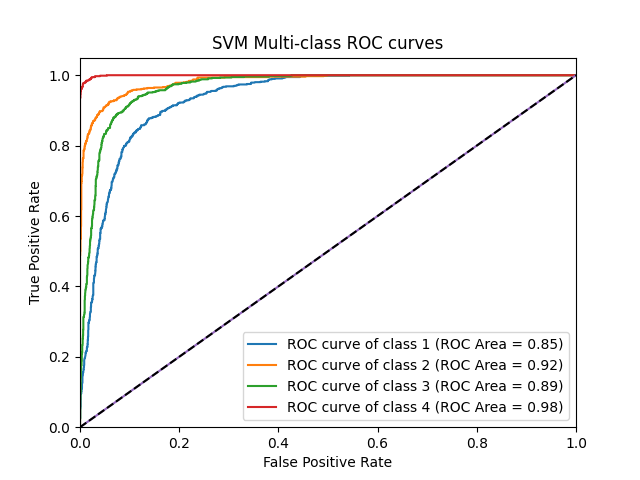 SVM Multi-class ROC curves
1.0
0.8
0.6
0.4
0.2
0.0
True Positive Rate
ROC curve of class 1 (ROC Area = 0.85)
ROC curve of class 2 (ROC Area = 0.92)
ROC curve of class 3 (ROC Area = 0.89)
ROC curve of class 4 (ROC Area = 0.98)
0.0 0.2 0.4 0.6 0.8 1.0
False Positive Rate